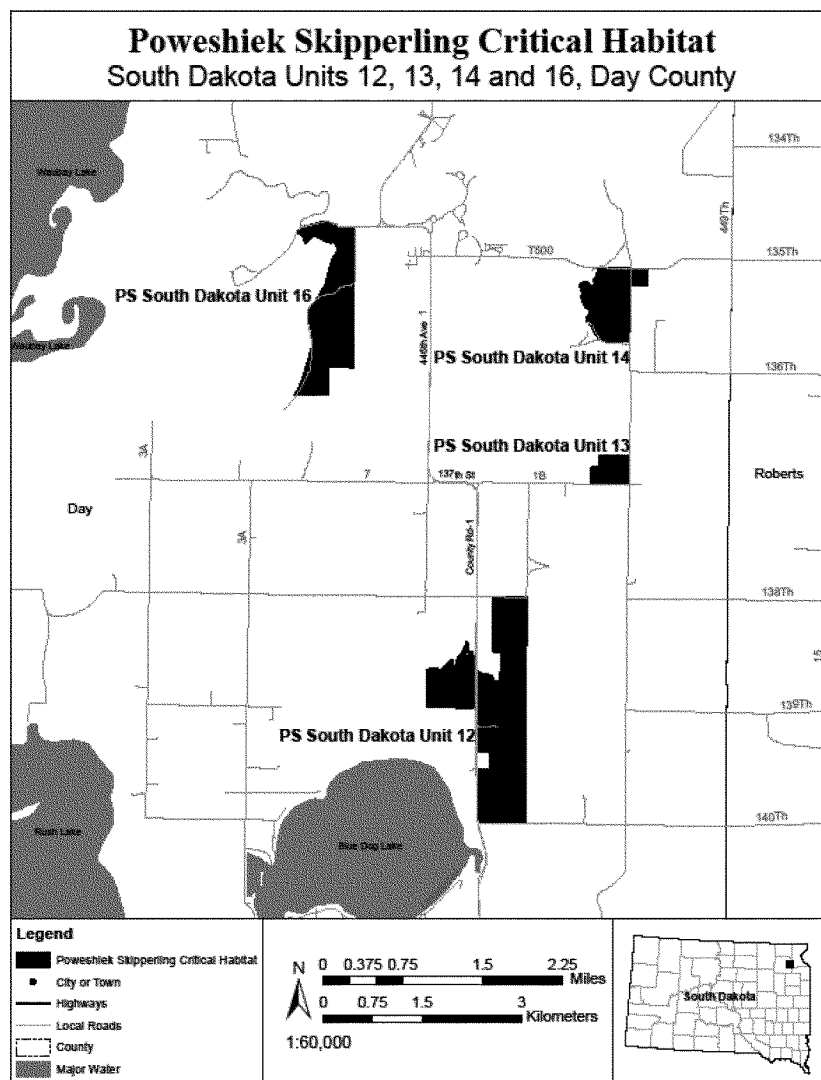 Poweshiek Skipperling Critical Habitat
South Dakota Units 12, 13, 14 and 16, Day County
134Th
Waubay Lake
449Th
T500
135Th
PS South Dakota Unit 16
446th Ave 1
Waubay Lake
PS South Dakota Unit 14
136Th
PS South Dakota Unit 13
3A
7
137th St
1B
Roberts
Day
3A
County Rd-1
138Th
15
139Th
PS South Dakota Unit 12
140Th
Rush Lake
Blue Dog Lake
Legend
Poweshiek Skipperling Critical Habitat
City or Town
Highways
Local Roads
County
Major Water
N
0 0.375 0.75 1.5 2.25
Miles
0 0.75 1.5 3
Kilometers
1:60,000
South Dakota